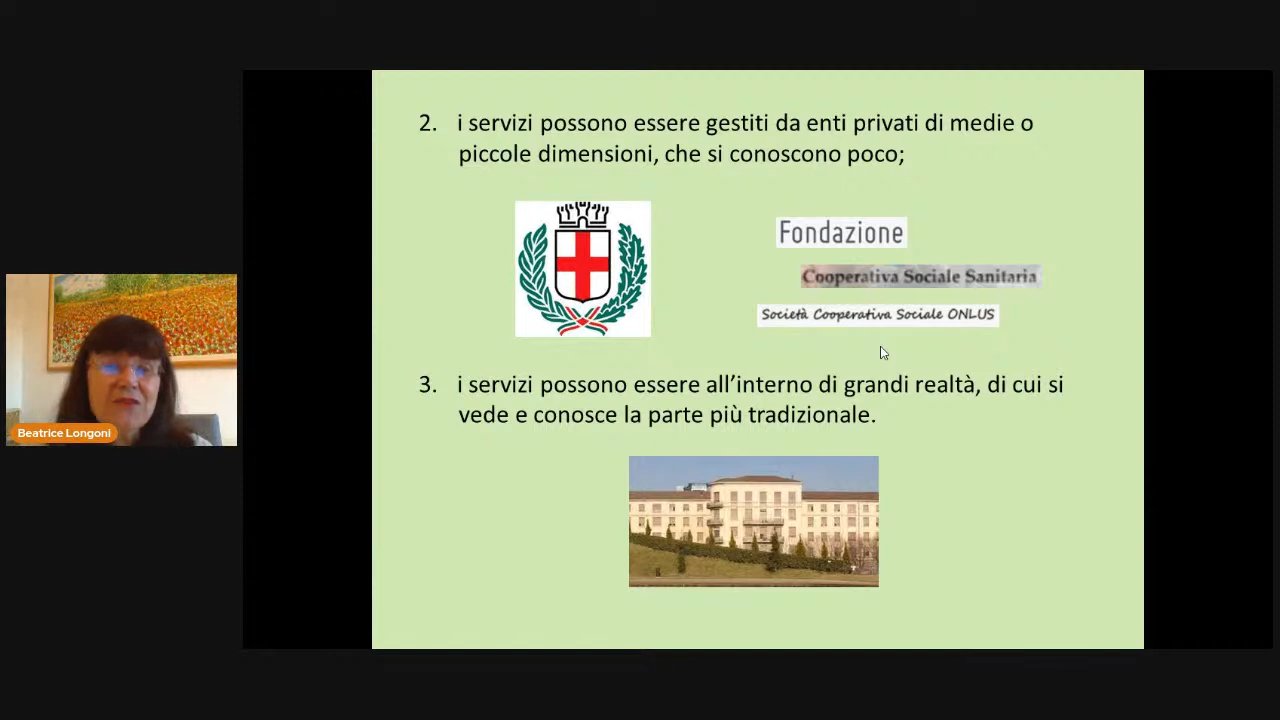 2. i servizi possono essere gestiti da enti privati di medie o
piccole dimensioni, che si conoscono poco;
Fondazione
Cooperativa Sociale Sanitaria
Società Cooperativa Sociale ONLUS
3. i servizi possono essere all’interno di grandi realtà, di cui si
vede e conosce la parte più tradizionale.
Beatrice Longoni